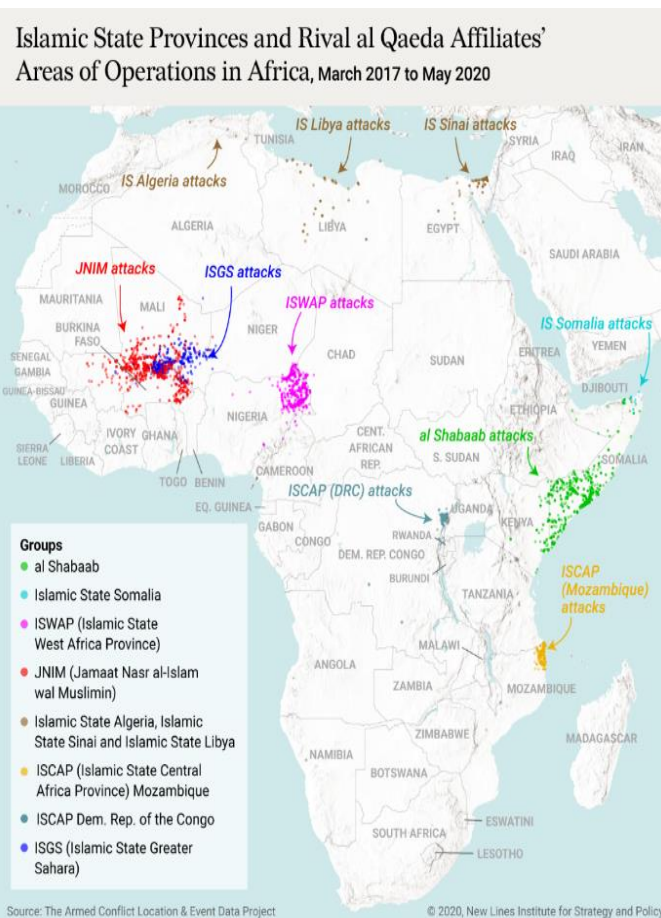 Islamic State Provinces and Rival al Qaeda Affiliates'
Areas of Operations in Africa, March 2017 to May 2020
IS Libya attacks
IS Sinai attacks
TUNISIA
SYRIA
IRAQ
IRAN
IS Algeria attacks
MOROCCO
ALGERIA
LIBYA
EGYPT
SAUDI ARABIA
JNIM attacks
ISGS attacks
MAURITANIA
MALI
ISWAP attacks
NIGER
BURKINA
FASO
CHAD
SUDAN
IS Somalia attacks
ERITREA
YEMEN
SENEGAL
GAMBIA
GUINEA-BISSAU
GUINEA
DJIBOUTI
NIGERIA
ETHIOPIA
IVORY
COAST
GHANA
CENT.
AFRICAN
REP.
al Shabaab attacks
S. SUDAN
SOMALIA
SIERRA
LEONE
LIBERIA
TOGO
BENIN
CAMEROON
ISCAP (DRC) attacks
EQ. GUINEA
UGANDA
KENYA
GABON
CONGO
RWANDA
DEM. REP. CONGO
BURUNDI
ISCAP
(Mozambique)
attacks
TANZANIA
MALAWI
ANGOLA
ZAMBIA
MOZAMBIQUE
ZIMBABWE
MADAGASCAR
NAMIBIA
BOTSWANA
ESWATINI
SOUTH AFRICA
LESOTHO
Groups
al Shabaab
Islamic State Somalia
ISWAP (Islamic State
West Africa Province)
JNIM (Jamaat Nasr al-Islam
wal Muslimin)
Islamic State Algeria, Islamic
State Sinai and Islamic State Libya
ISCAP (Islamic State Central
Africa Province) Mozambique
ISCAP Dem. Rep. of the Congo
ISGS (Islamic State Greater
Sahara)
Source: The Armed Conflict Location & Event Data Project
© 2020, New Lines Institute for Strategy and Policy